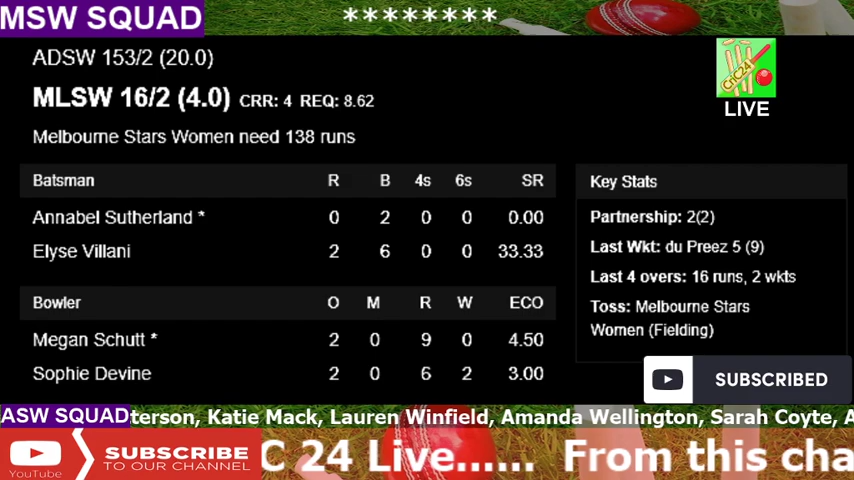 MSW SQUAD
********
ADSW 153/2 (20.0)
MLSW 16/2 (4.0) CRR: 4 REQ: 8.62
Melbourne Stars Women need 138 runs
CriC24
LIVE
Batsman R B 4s 6s SR
Annabel Sutherland * 0 2 0 0 0.00
Elyse Villani 2 6 0 0 33.33
Bowler O M R W ECO
Megan Schutt * 2 0 9 0 4.50
Sophie Devine 2 0 6 2 3.00
Key Stats
Partnership: 2(2)
Last Wkt: du Preez 5 (9)
Last 4 overs: 16 runs, 2 wkts
Toss: Melbourne Stars
Women (Fielding)
SUBSCRIBED
ASW SQUAD terson, Katie Mack, Lauren Winfield, Amanda Wellington, Sarah Coyte, A
YouTube
SUBSCRIBE
TO OUR CHANNEL
C 24 Live...... From this cha